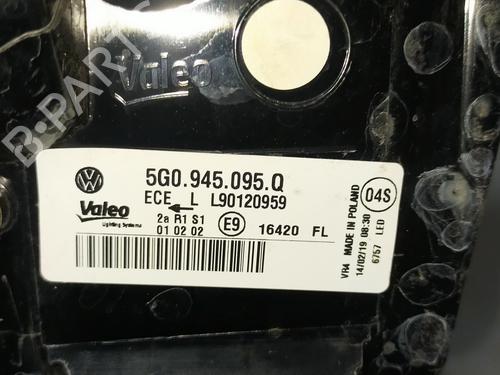 Valeo
B-PARTS
5G0.945.095.Q
ECE L L90120959
Valeo
Lighting Systems
2a R1 S1
01 02 02
E9
16420 FL
04S
VR4 MADE IN POLAND
14/02/19 08:30
6757 LED